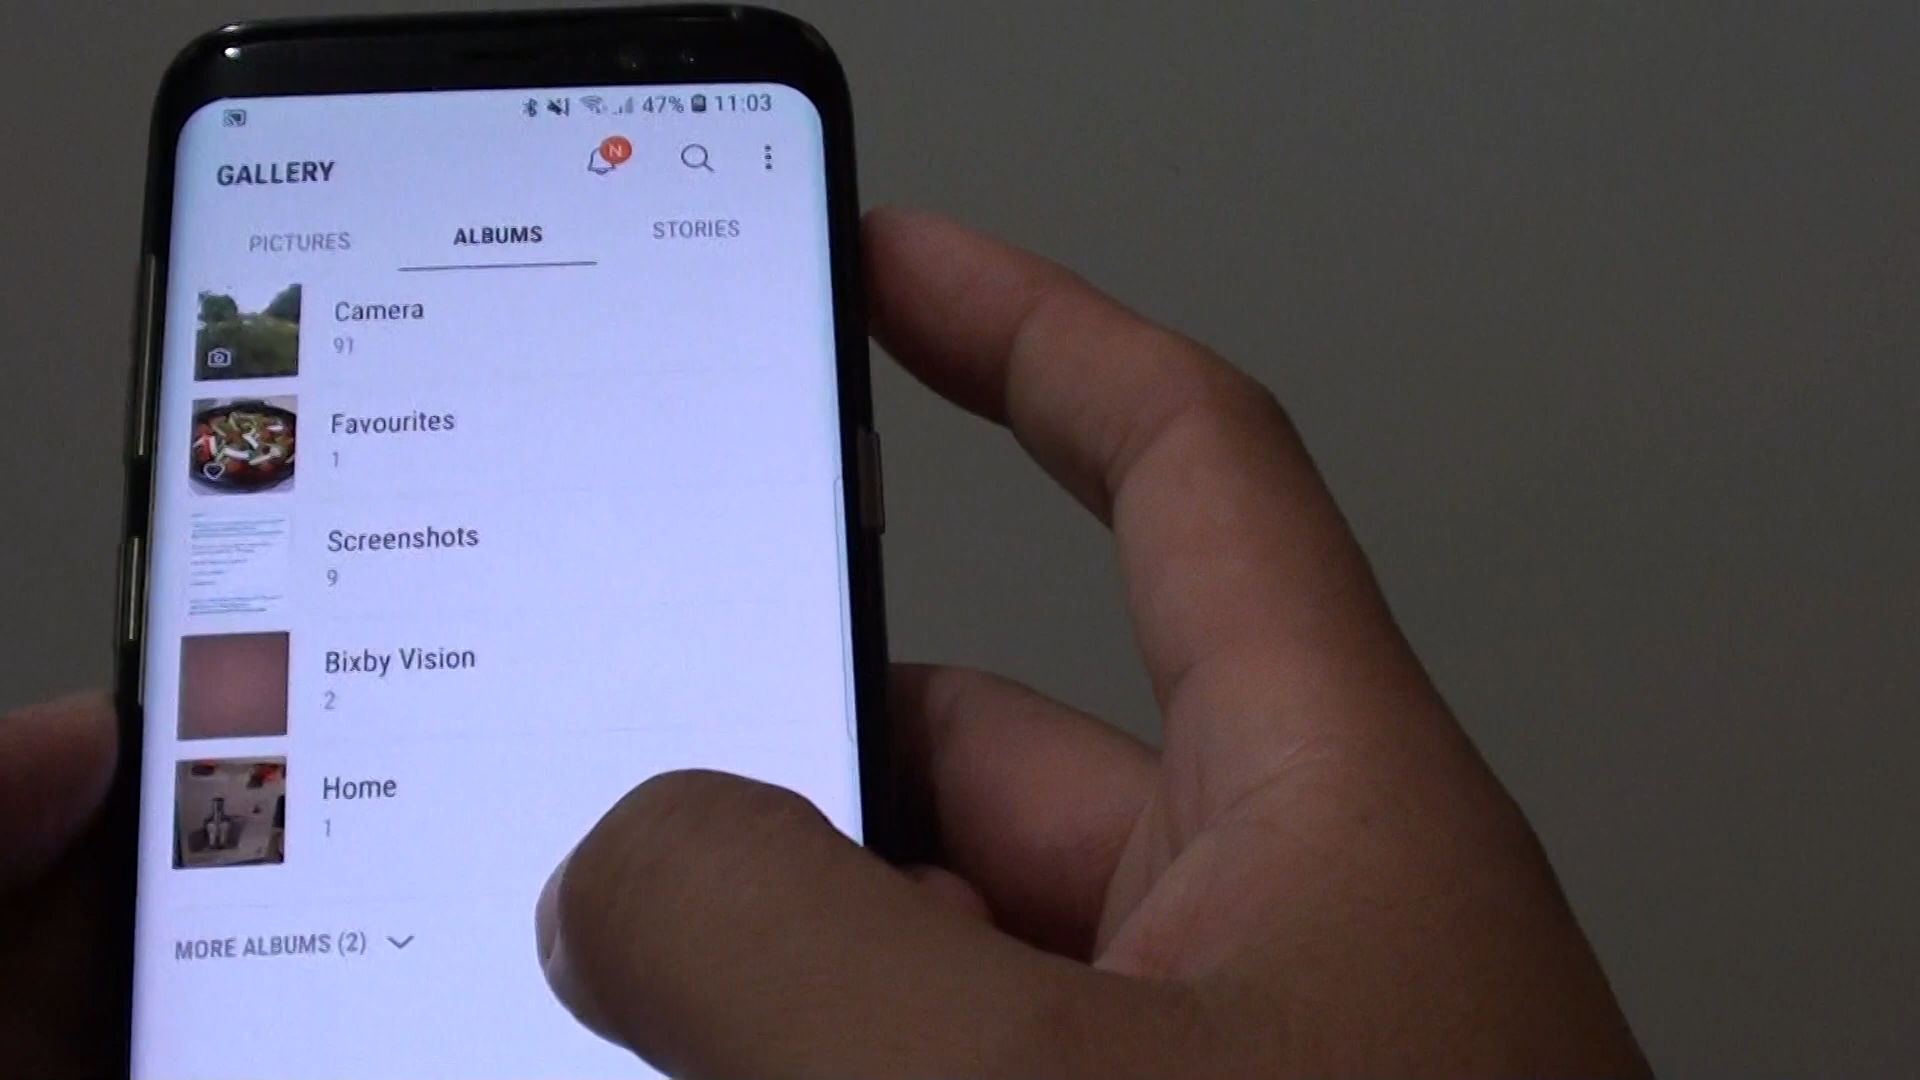 47% 11:03
GALLERY
N
PICTURES ALBUMS STORIES
Camera
91
Favourites
1
Screenshots
9
Bixby Vision
2
Home
1
MORE ALBUMS (2)